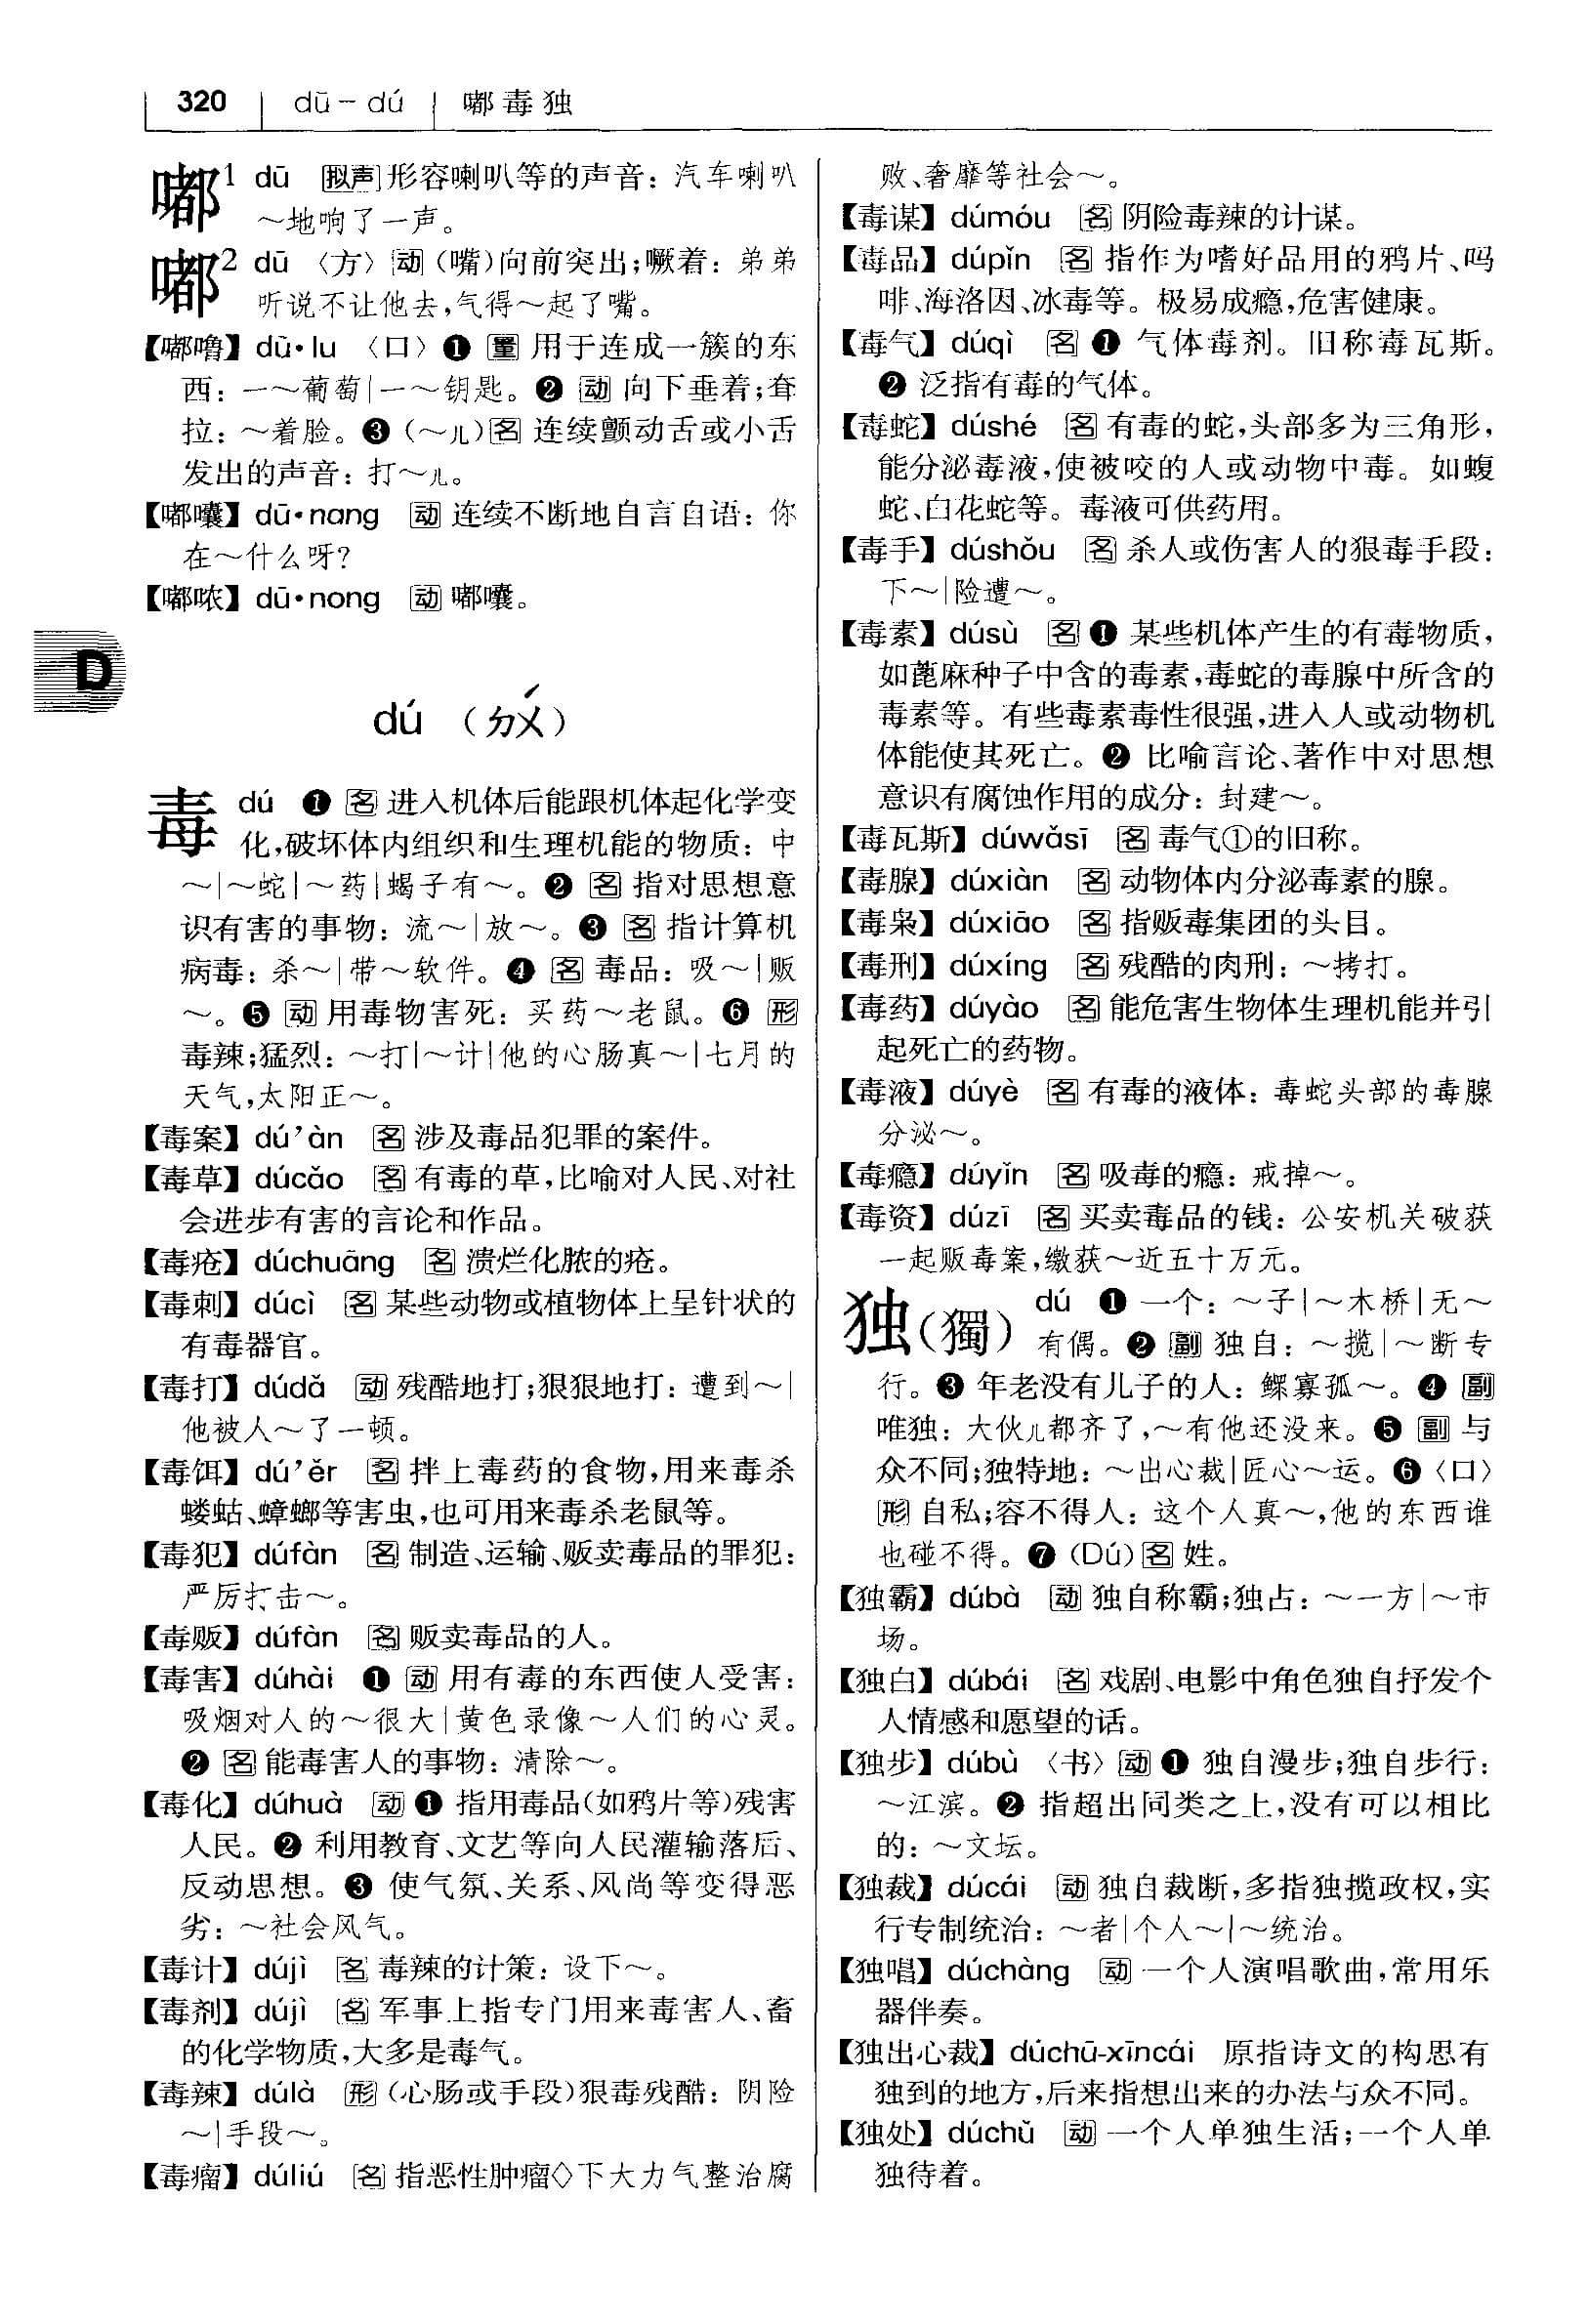 320 dū－dú 嘟毒独
嘟¹ dū 拟声 形容喇叭等的声音：汽车喇叭
～地响了一声。
嘟² dū 〈方〉 动 (嘴)向前突出；噘着：弟弟
听说不让他去，气得～起了嘴。
【嘟噜】 dū·lu 〈口〉 ❶ 量 用于连成一簇的东
西：一～葡萄|一～钥匙。❷ 动 向下垂着；耷
拉：～着脸。❸ (～儿) 名 连续颤动舌或小舌
发出的声音：打～儿。
【嘟囔】 dū·nang 动 连续不断地自言自语：你
在～什么呀?
【嘟哝】 dū·nong 动 嘟囔。
D
dú （ㄉㄨˊ）
毒 dú ❶ 名 进入机体后能跟机体起化学变
化，破坏体内组织和生理机能的物质：中
～|～蛇|～药|蝎子有～。❷ 名 指对思想意
识有害的事物：流～|放～。❸ 名 指计算机
病毒：杀～|带～软件。❹ 名 毒品：吸～|贩
～。❺ 动 用毒物害死：买药～老鼠。❻ 形
毒辣；猛烈：～打|～计|他的心肠真～|七月的
天气，太阳正～。
【毒案】 dú’àn 名 涉及毒品犯罪的案件。
【毒草】 dúcǎo 名 有毒的草，比喻对人民、对社
会进步有害的言论和作品。
【毒疮】 dúchuāng 名 溃烂化脓的疮。
【毒刺】 dúcì 名 某些动物或植物体上呈针状的
有毒器官。
【毒打】 dúdǎ 动 残酷地打；狠狠地打：遭到～|
他被人～了一顿。
【毒饵】 dú’ěr 名 拌上毒药的食物，用来毒杀
蝼蛄、蟑螂等害虫，也可用来毒杀老鼠等。
【毒犯】 dúfàn 名 制造、运输、贩卖毒品的罪犯：
严厉打击～。
【毒贩】 dúfàn 名 贩卖毒品的人。
【毒害】 dúhài ❶ 动 用有毒的东西使人受害：
吸烟对人的～很大|黄色录像～人们的心灵。
❷ 名 能毒害人的事物：清除～。
【毒化】 dúhuà 动 ❶ 指用毒品(如鸦片等)残害
人民。❷ 利用教育、文艺等向人民灌输落后、
反动思想。❸ 使气氛、关系、风尚等变得恶
劣：～社会风气。
【毒计】 dújì 名 毒辣的计策：设下～。
【毒剂】 dújì 名 军事上指专门用来毒害人、畜
的化学物质，大多是毒气。
【毒辣】 dúlà 形 (心肠或手段)狠毒残酷：阴险
～|手段～。
【毒瘤】 dúliú 名 指恶性肿瘤◇下大力气整治腐
败、奢靡等社会～。
【毒谋】 dúmóu 名 阴险毒辣的计谋。
【毒品】 dúpǐn 名 指作为嗜好品用的鸦片、吗
啡、海洛因、冰毒等。极易成瘾，危害健康。
【毒气】 dúqì 名 ❶ 气体毒剂。旧称毒瓦斯。
❷ 泛指有毒的气体。
【毒蛇】 dúshé 名 有毒的蛇，头部多为三角形，
能分泌毒液，使被咬的人或动物中毒。如蝮
蛇、白花蛇等。毒液可供药用。
【毒手】 dúshǒu 名 杀人或伤害人的狠毒手段：
下～|险遭～。
【毒素】 dúsù 名 ❶ 某些机体产生的有毒物质，
如蓖麻种子中含的毒素，毒蛇的毒腺中所含的
毒素等。有些毒素毒性很强，进入人或动物机
体能使其死亡。❷ 比喻言论、著作中对思想
意识有腐蚀作用的成分：封建～。
【毒瓦斯】 dúwǎsī 名 毒气①的旧称。
【毒腺】 dúxiàn 名 动物体内分泌毒素的腺。
【毒枭】 dúxiāo 名 指贩毒集团的头目。
【毒刑】 dúxíng 名 残酷的肉刑：～拷打。
【毒药】 dúyào 名 能危害生物体生理机能并引
起死亡的药物。
【毒液】 dúyè 名 有毒的液体：毒蛇头部的毒腺
分泌～。
【毒瘾】 dúyǐn 名 吸毒的瘾：戒掉～。
【毒资】 dúzī 名 买卖毒品的钱：公安机关破获
一起贩毒案，缴获～近五十万元。
独(獨) dú ❶ 一个：～子|～木桥|无～
有偶。❷ 副 独自：～揽|～断专
行。❸ 年老没有儿子的人：鳏寡孤～。❹ 副
唯独：大伙儿都齐了，～有他还没来。❺ 副 与
众不同；独特地：～出心裁|匠心～运。❻〈口〉
形 自私；容不得人：这个人真～，他的东西谁
也碰不得。❼ (Dú) 名 姓。
【独霸】 dúbà 动 独自称霸；独占：～一方|～市
场。
【独白】 dúbái 名 戏剧、电影中角色独自抒发个
人情感和愿望的话。
【独步】 dúbù 〈书〉 动 ❶ 独自漫步；独自步行：
～江滨。❷ 指超出同类之上，没有可以相比
的：～文坛。
【独裁】 dúcái 动 独自裁断，多指独揽政权，实
行专制统治：～者|个人～|～统治。
【独唱】 dúchàng 动 一个人演唱歌曲，常用乐
器伴奏。
【独出心裁】 dúchū-xīncái 原指诗文的构思有
独到的地方，后来指想出来的办法与众不同。
【独处】 dúchǔ 动 一个人单独生活；一个人单
独待着。